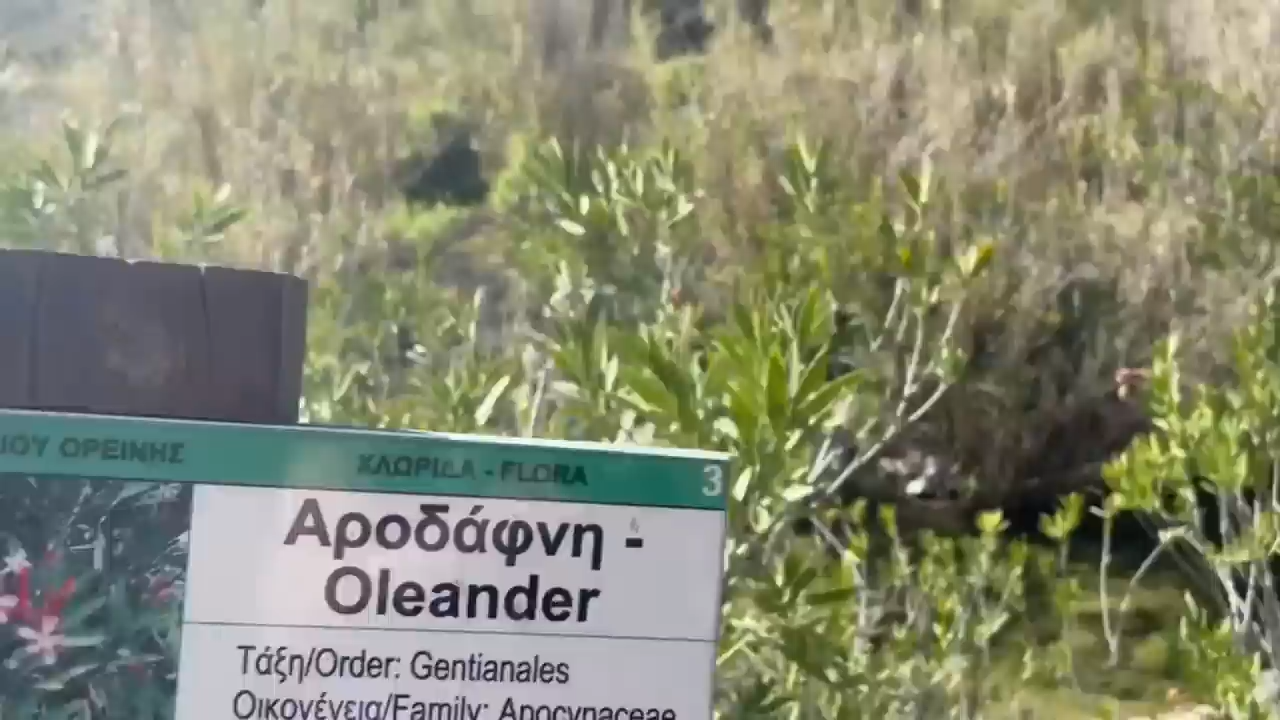 ΙΟΥ ΟΡΕΙΝΗΣ ΧΛΩΡΙΔΑ - FLORA 3
Αροδάφνη -
Oleander
Τάξη/Order: Gentianales
Οικογένεια/Family: Apocynaceae